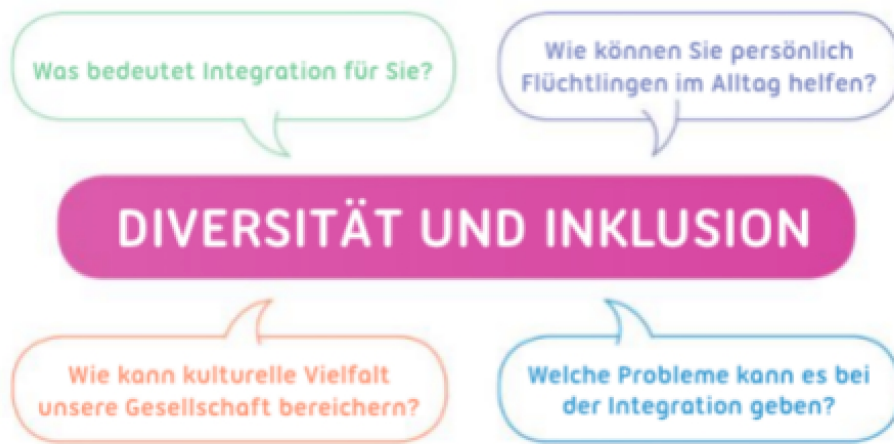 Was bedeutet Integration für Sie?
Wie können Sie persönlich
Flüchtlingen im Alltag helfen?
DIVERSITÄT UND INKLUSION
Wie kann kulturelle Vielfalt
unsere Gesellschaft bereichern?
Welche Probleme kann es bei
der Integration geben?